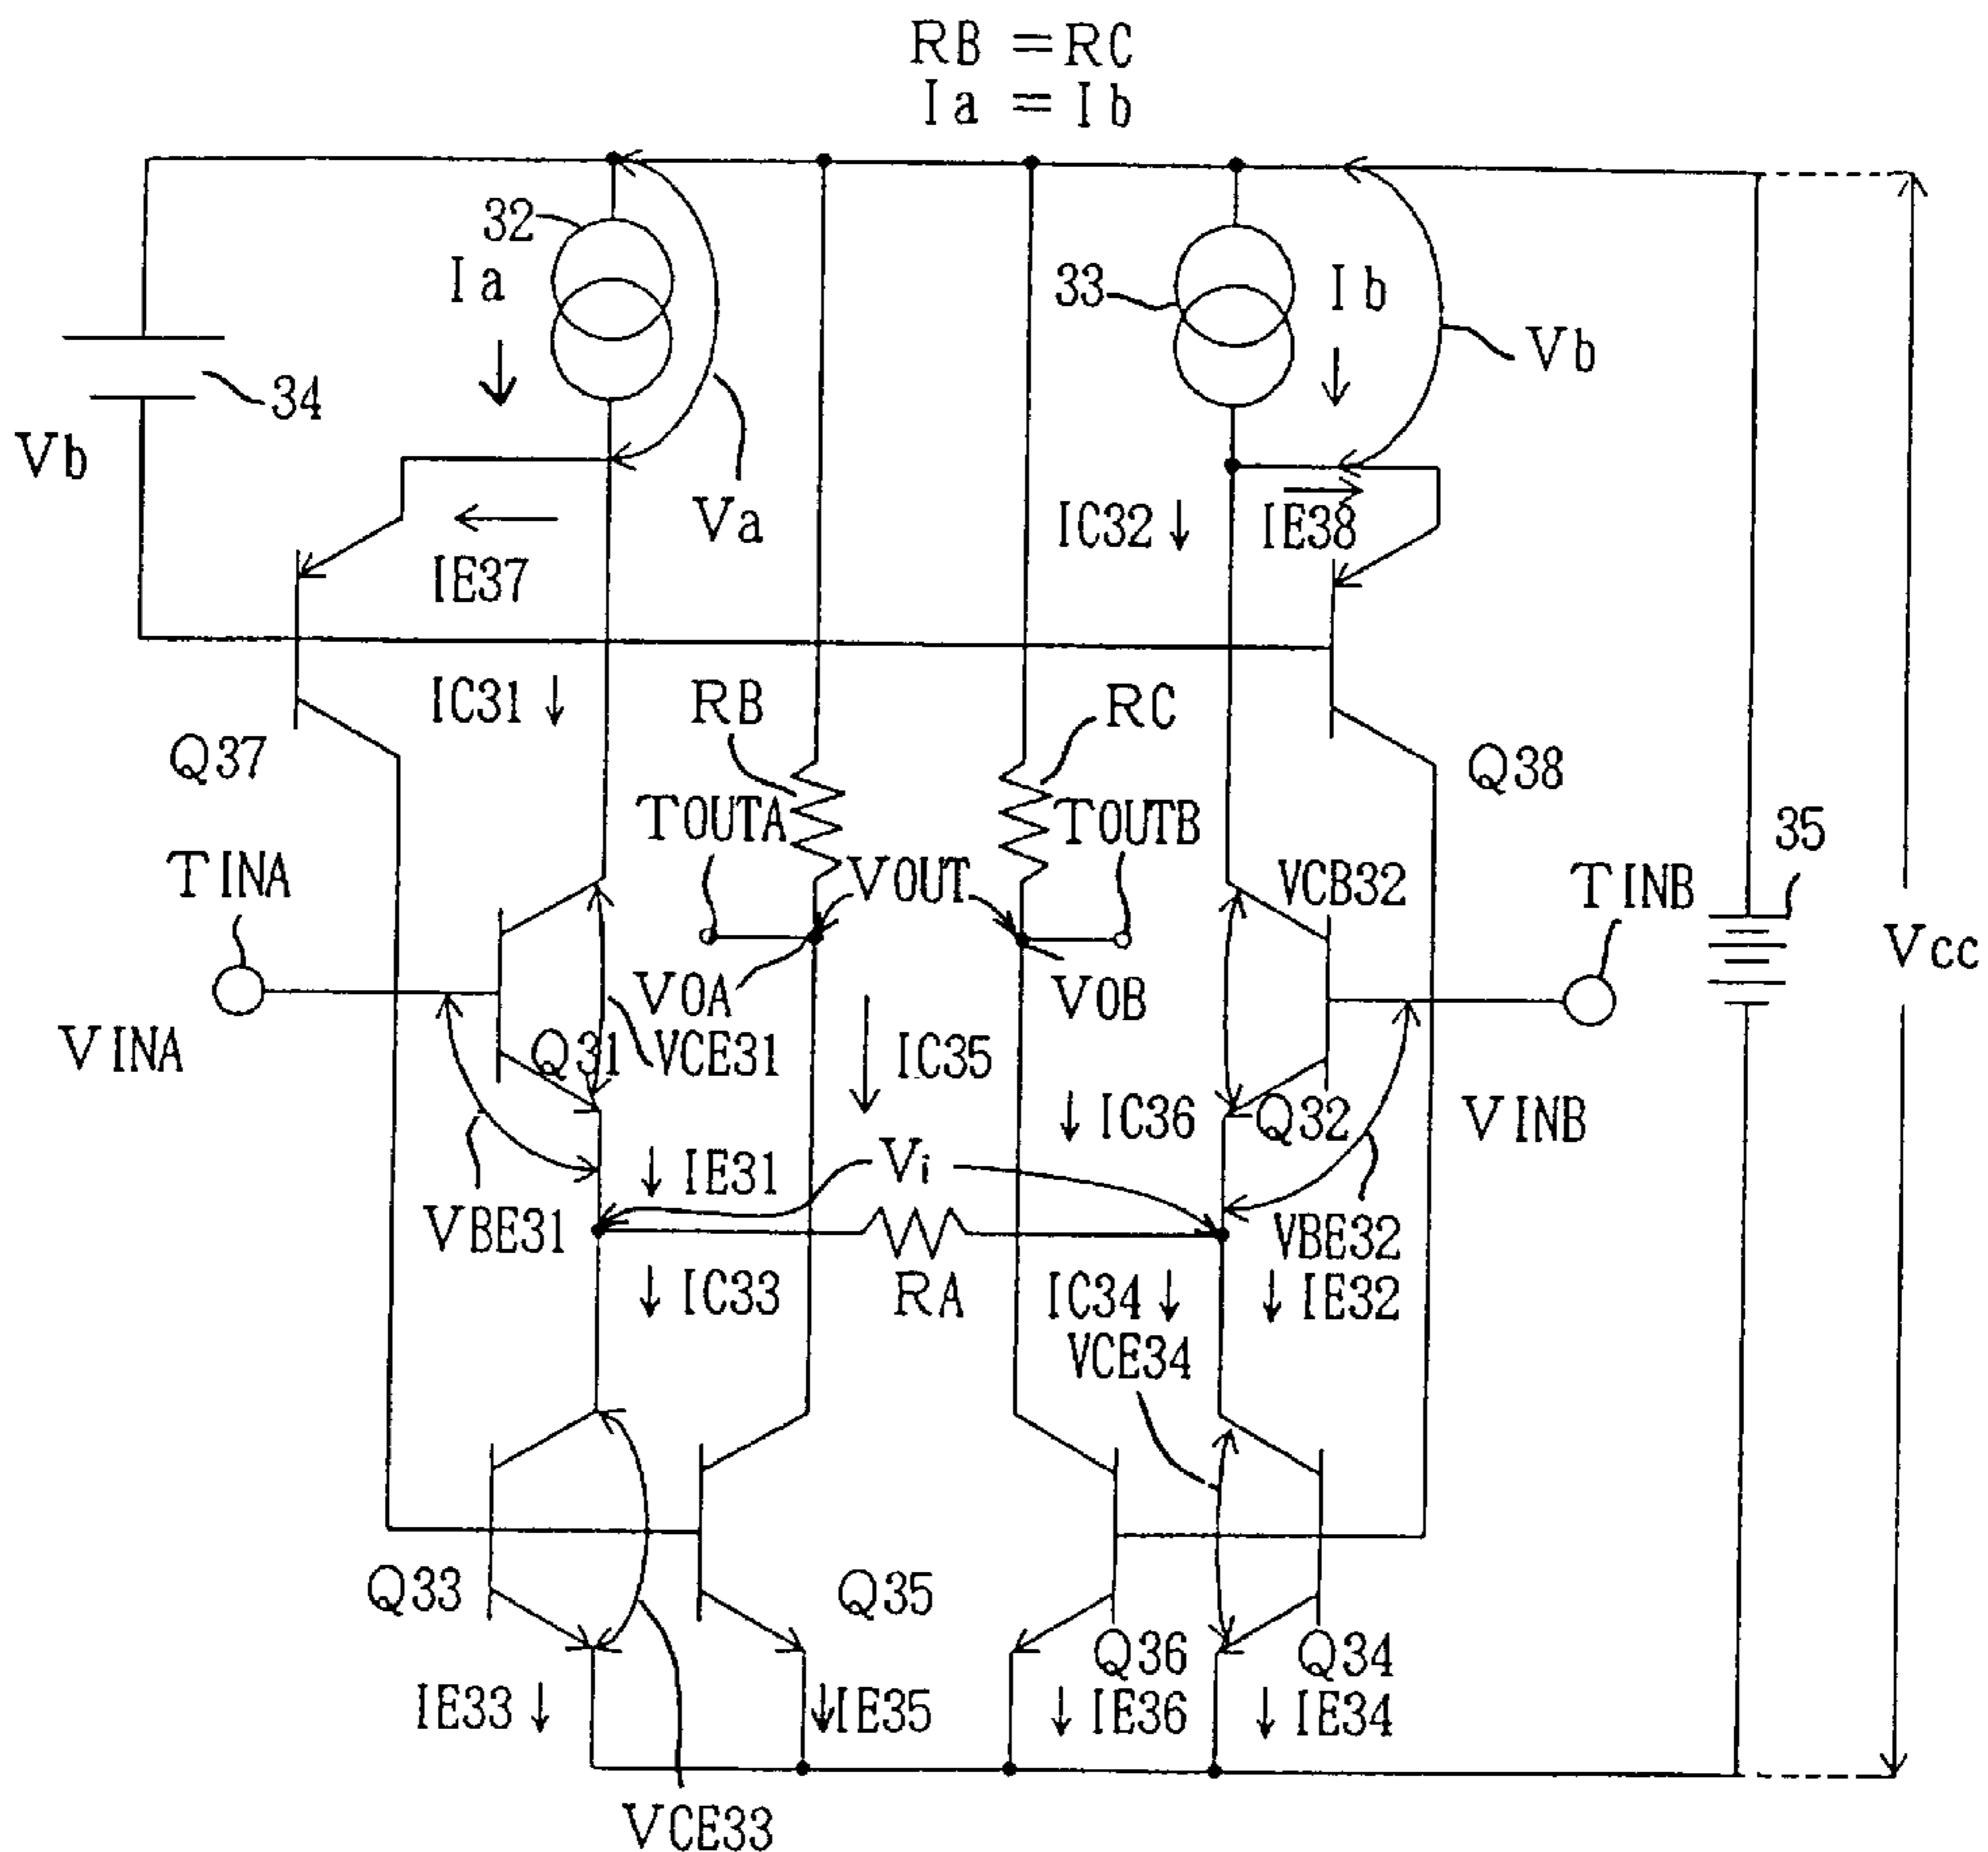 RB = RC
Ia = Ib
32
Ia
33
Ib
Vb
34
Vb
Va
IC32
IE38
IE37
IC31
RB
RC
Q37
Q38
TOUTA
TOUTB
35
TINA
VOUT
VCB32
TINB
Vcc
VOA
VOB
VINA
Q31
VCE31
IC35
IC36
Q32
VINB
IE31
Vi
VBE31
VBE32
IC33
RA
IC34
IE32
VCE34
Q33
Q35
Q36
Q34
IE33
IE35
IE36
IE34
VCE33